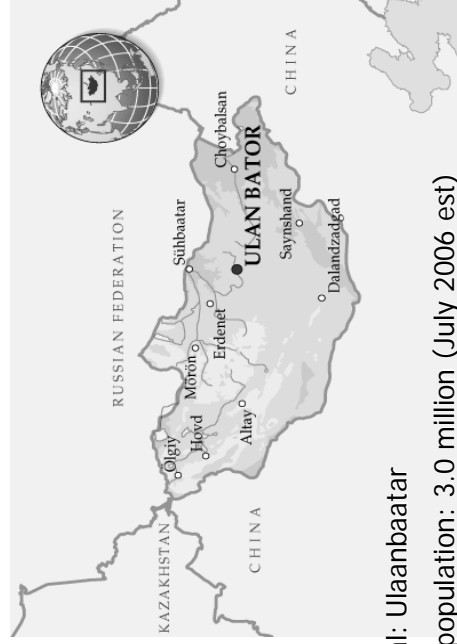 RUSSIAN FEDERATION
KAZAKHSTAN
CHINA
CHINA
Ölgiy
Hovd
Altay
Mörön
Erdenet
Sühbaatar
ULAN BATOR
Choybalsan
Saynshand
Dalandzadgad
l: Ulaanbaatar
population: 3.0 million (July 2006 est)